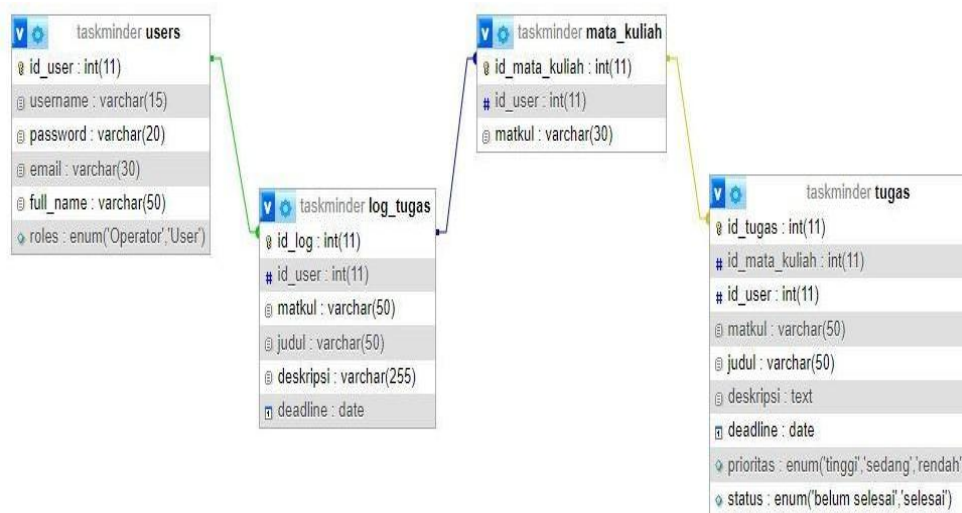 taskminder users
id_user : int(11)
username : varchar(15)
password : varchar(20)
email : varchar(30)
full_name : varchar(50)
roles : enum('Operator','User')
taskminder log_tugas
id_log : int(11)
id_user : int(11)
matkul : varchar(50)
judul : varchar(50)
deskripsi : varchar(255)
deadline : date
taskminder mata_kuliah
id_mata_kuliah : int(11)
id_user : int(11)
matkul : varchar(30)
taskminder tugas
id_tugas : int(11)
id_mata_kuliah : int(11)
id_user : int(11)
matkul : varchar(50)
judul : varchar(50)
deskripsi : text
deadline : date
prioritas : enum('tinggi','sedang','rendah'
status : enum('belum selesai','selesai')